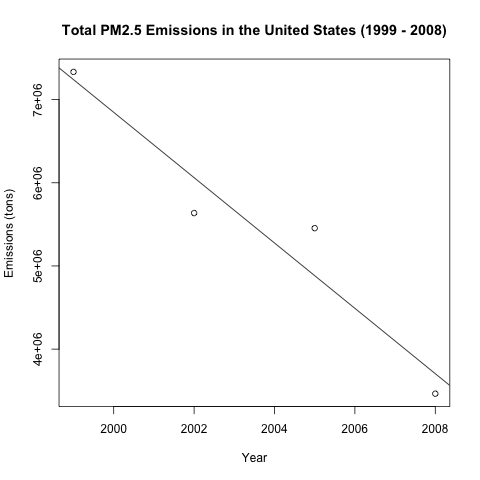 Total PM2.5 Emissions in the United States (1999 - 2008)
Emissions (tons)
7e+06
6e+06
5e+06
4e+06
2000 2002 2004 2006 2008
Year